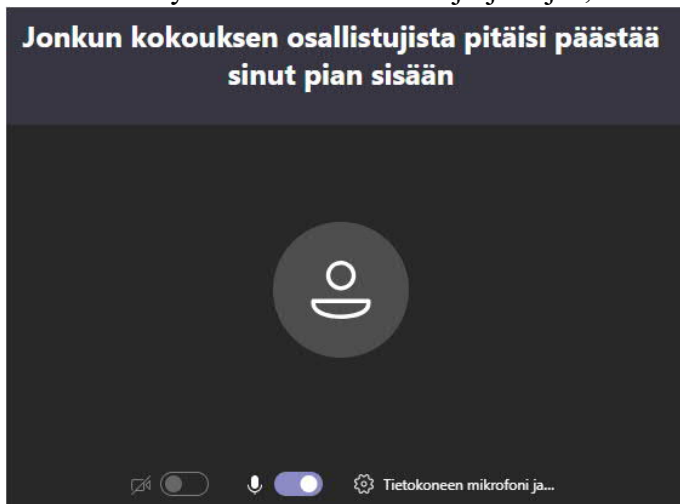 Jonkun kokouksen osallistujista pitäisi päästää
sinut pian sisään
Tietokoneen mikrofoni ja...